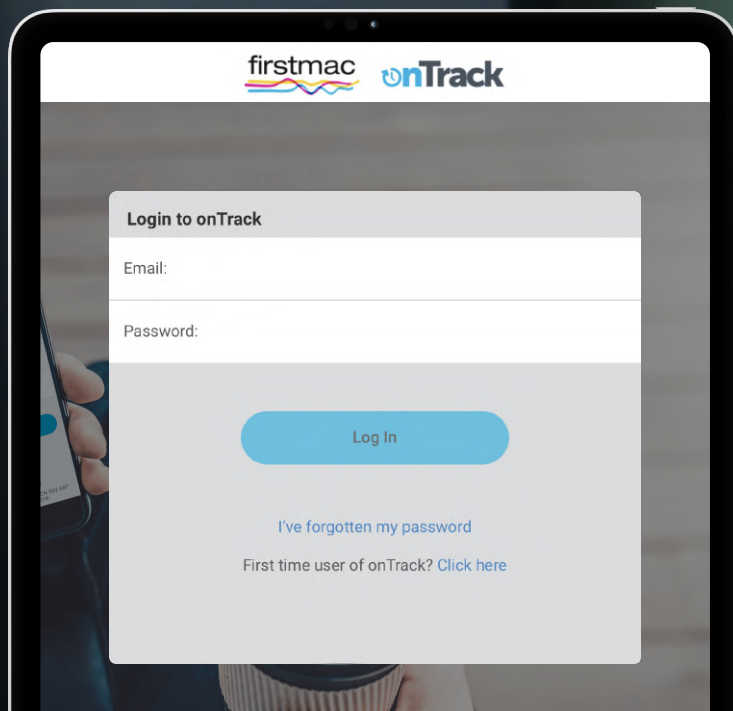 firstmac onTrack
Login to onTrack
Email:
Password:
Log In
I've forgotten my password
First time user of onTrack? Click here